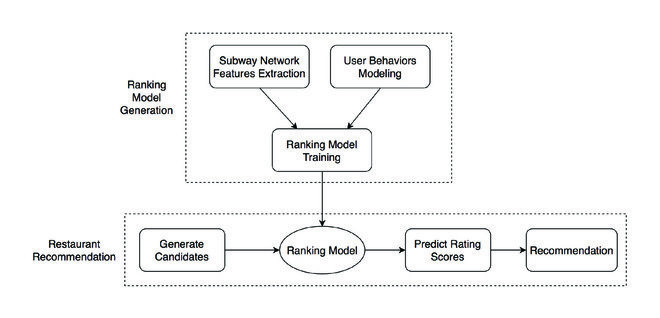 Subway Network
Features Extraction
User Behaviors
Modeling
Ranking
Model
Generation
Ranking Model
Training
Restaurant
Recommendation
Generate
Candidates
Ranking Model
Predict Rating
Scores
Recommendation